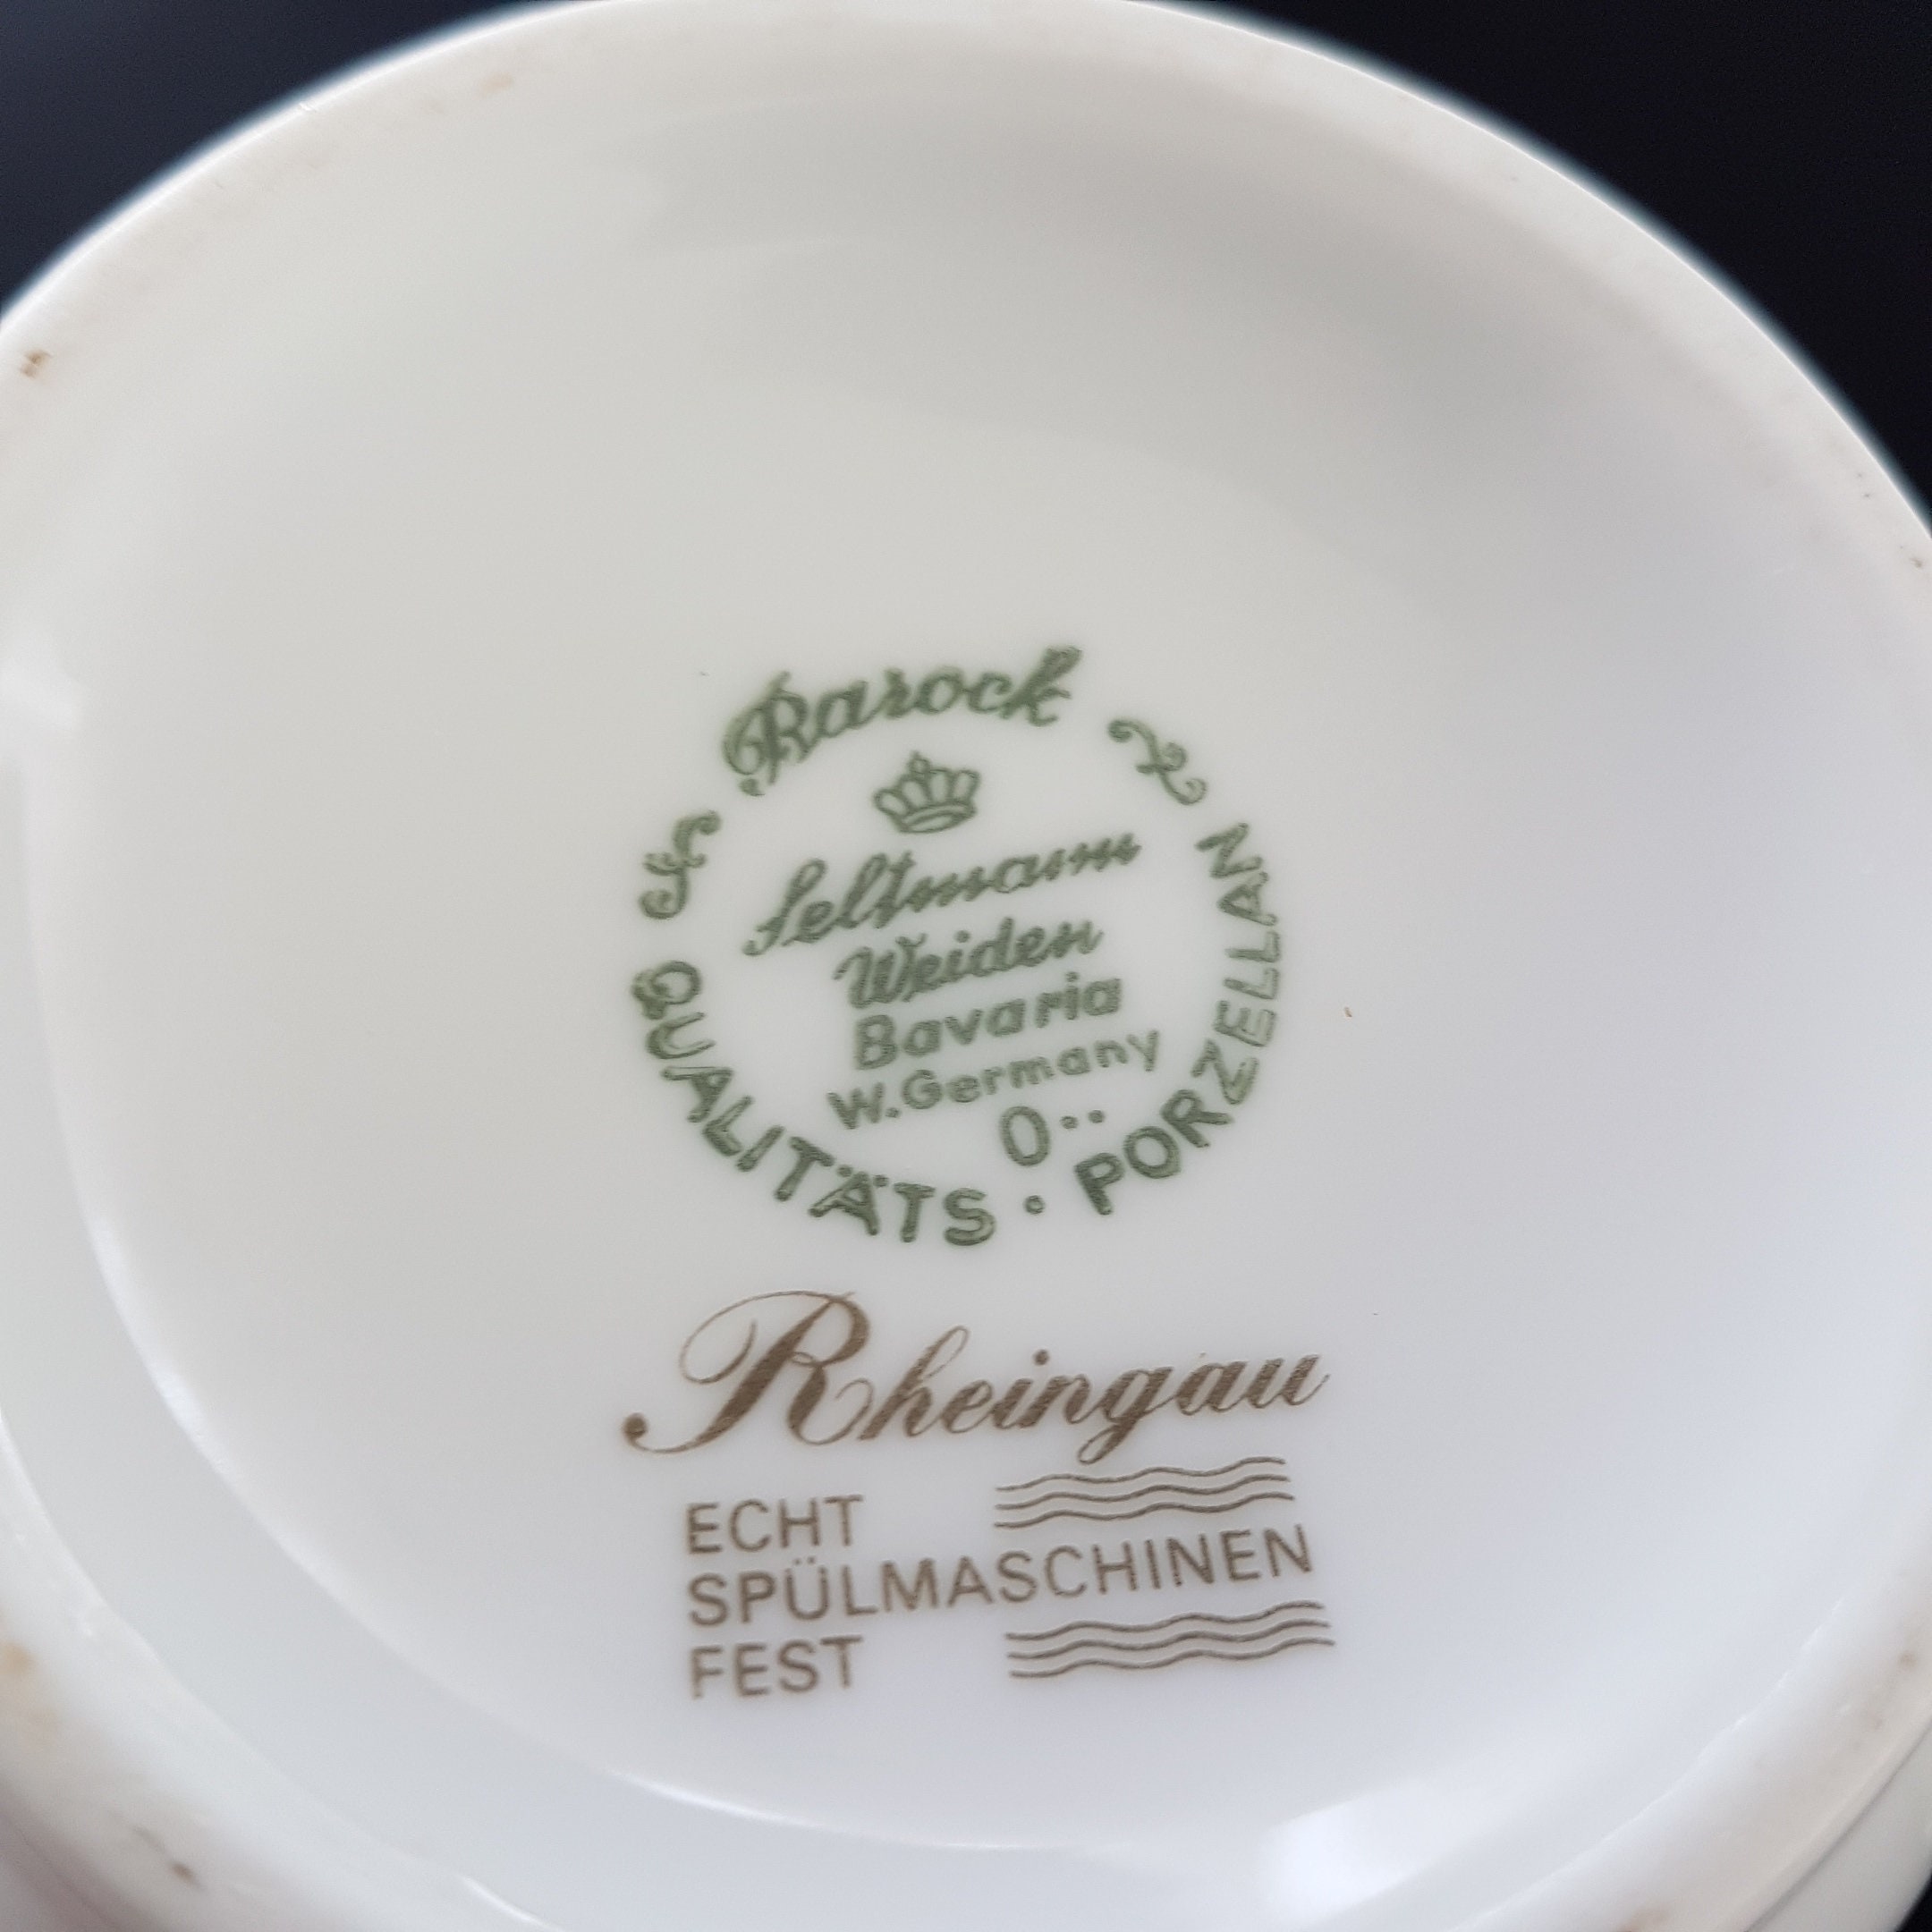 Barock
Seltmann
Weiden
Bavaria
W.Germany
0··
QUALITÄTS · PORZELLAN
Rheingau
ECHT
SPÜLMASCHINEN
FEST